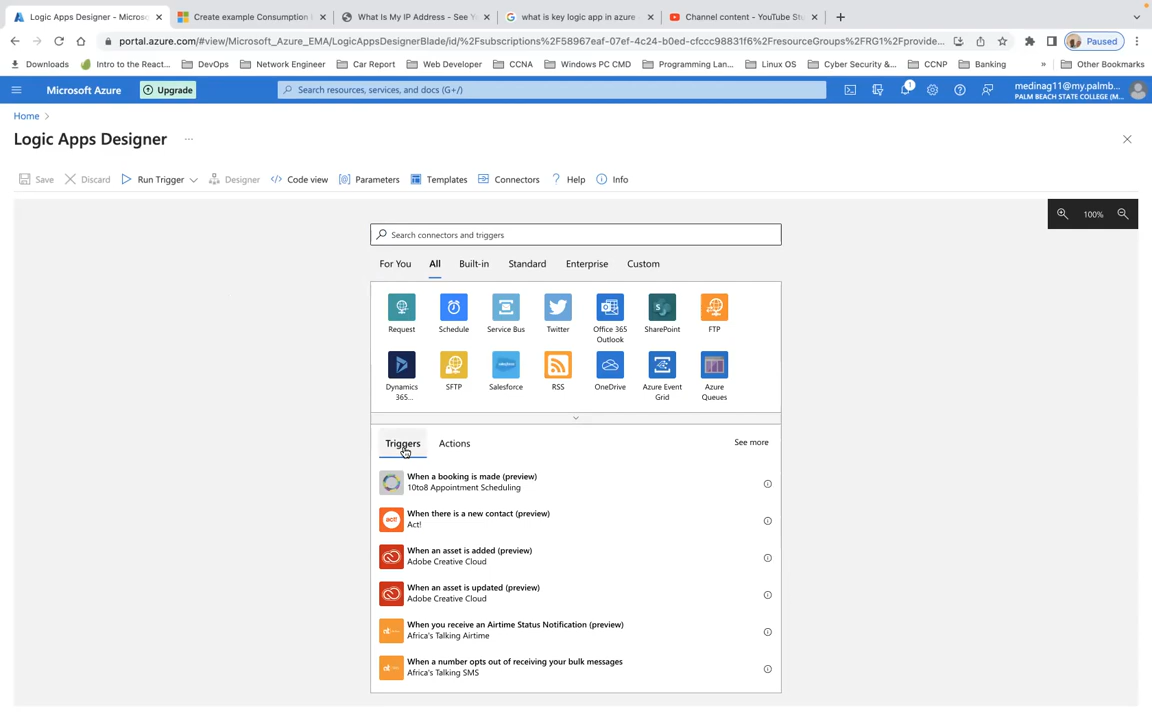 Logic Apps Designer - Microso
Create example Consumption
What Is My IP Address - See Y
what is key logic app in azure
Channel content - YouTube Stu
portal.azure.com/#view/Microsoft_Azure_EMA/LogicAppsDesignerBlade/id/%2Fsubscriptions%2F58967eaf-07ef-4c24-b0ed-cfccc98831f6%2FresourceGroups%2FRG1%2Fprovide...
Paused
Downloads
Intro to the React...
DevOps
Network Engineer
Car Report
Web Developer
CCNA
Windows PC CMD
Programming Lan...
Linux OS
Cyber Security &...
CCNP
Banking
»
Other Bookmarks
Microsoft Azure
Upgrade
Search resources, services, and docs (G+/)
1
medinag11@my.palmb...
PALM BEACH STATE COLLEGE (M...
Home >
Logic Apps Designer ...
Save
Discard
Run Trigger
Designer
Code view
Parameters
Templates
Connectors
Help
Info
100%
Search connectors and triggers
For You
All
Built-in
Standard
Enterprise
Custom
Request
Schedule
Service Bus
Twitter
Office 365
Outlook
SharePoint
FTP
Dynamics
365...
SFTP
Salesforce
RSS
OneDrive
Azure Event
Grid
Azure
Queues
Triggers
Actions
See more
When a booking is made (preview)
10to8 Appointment Scheduling
act!
When there is a new contact (preview)
Act!
When an asset is added (preview)
Adobe Creative Cloud
When an asset is updated (preview)
Adobe Creative Cloud
When you receive an Airtime Status Notification (preview)
Africa's Talking Airtime
When a number opts out of receiving your bulk messages
Africa's Talking SMS